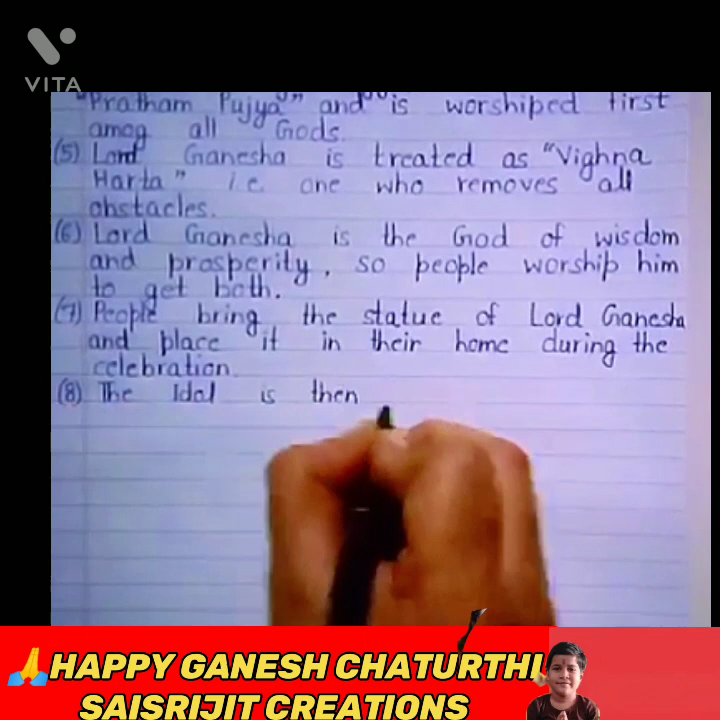 VITA
"Pratham Pujya" and is worshiped first
amog all Gods.
(5) Lord Ganesha is treated as "Vighna
Harta" i.e. one who removes all
obstacles.
(6) Lord Ganesha is the God of wisdom
and prosperity, so people worship him
to get both.
(7) People bring the statue of Lord Ganesha
and place it in their home during the
celebration.
(8) The Idol is then
🙏HAPPY GANESH CHATURTHI
SAISRIJIT CREATIONS